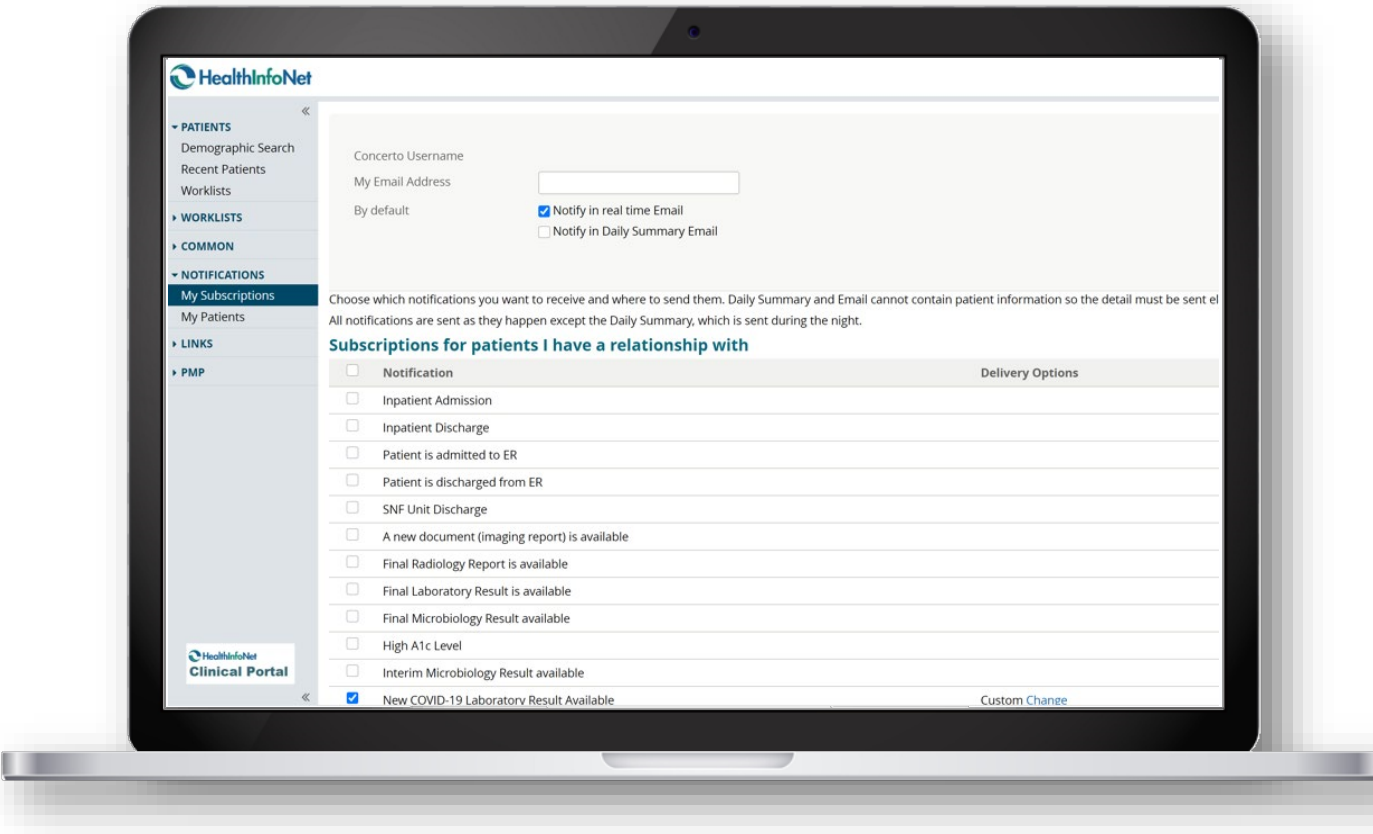 HealthInfoNet
PATIENTS
Demographic Search
Recent Patients
Worklists
WORKLISTS
COMMON
NOTIFICATIONS
My Subscriptions
My Patients
LINKS
PMP
HealthInfoNet
Clinical Portal
Concerto Username
My Email Address
By default
Notify in real time Email
Notify in Daily Summary Email
Choose which notifications you want to receive and where to send them. Daily Summary and Email cannot contain patient information so the detail must be sent el
All notifications are sent as they happen except the Daily Summary, which is sent during the night.
Subscriptions for patients I have a relationship with
Notification Delivery Options
Inpatient Admission
Inpatient Discharge
Patient is admitted to ER
Patient is discharged from ER
SNF Unit Discharge
A new document (imaging report) is available
Final Radiology Report is available
Final Laboratory Result is available
Final Microbiology Result available
High A1c Level
Interim Microbiology Result available
New COVID-19 Laboratory Result Available Custom Change